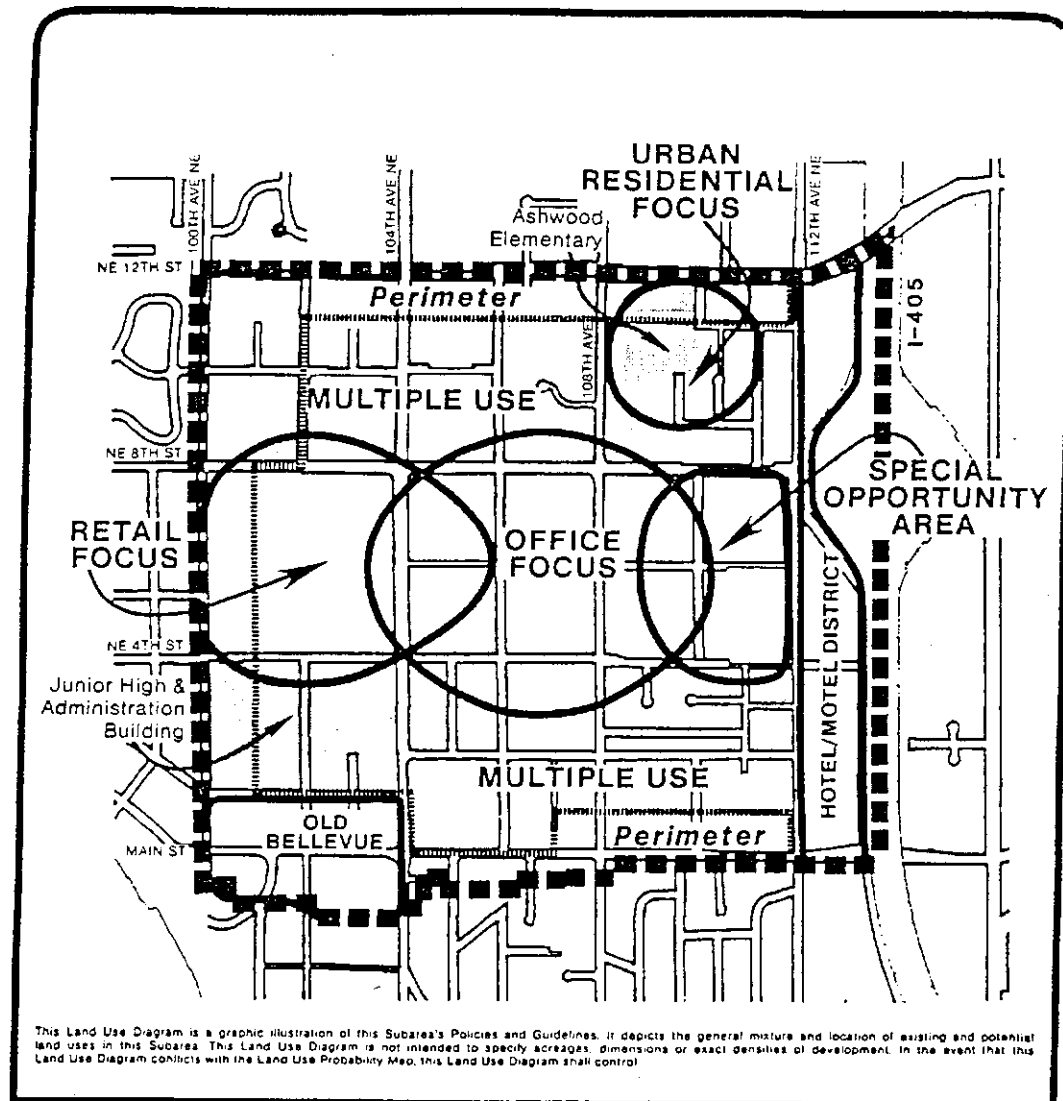 URBAN
RESIDENTIAL
FOCUS
Ashwood
Elementary
100TH AVE NE
104TH AVE NE
12TH AVE NE
NE 12TH ST
Perimeter
I-405
108TH AVE
MULTIPLE USE
NE 8TH ST
SPECIAL
OPPORTUNITY
AREA
RETAIL
FOCUS
OFFICE
FOCUS
NE 4TH ST
HOTEL/MOTEL DISTRICT
Junior High &
Administration
Building
MULTIPLE USE
OLD
BELLEVUE
Perimeter
MAIN ST
This Land Use Diagram is a graphic illustration of this Subarea's Policies and Guidelines. It depicts the general mixture and location of existing and potential
land uses in this Subarea. This Land Use Diagram is not intended to specify acreages, dimensions or exact densities of development. In the event that this
Land Use Diagram conflicts with the Land Use Probability Map, this Land Use Diagram shall control